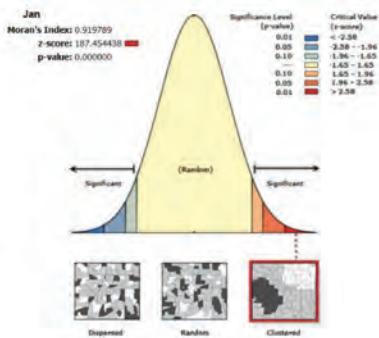 Jan
Moran's Index: 0.919789
z-score: 187.454438
p-value: 0.000000
Significance Level
(p-value)
Critical Value
(z-score)
0.01 < -2.58
0.05 -2.58 - -1.96
0.10 -1.96 - -1.65
— -1.65 - 1.65
0.10 1.65 - 1.96
0.05 1.96 - 2.58
0.01 > 2.58
Significant
(Random)
Significant
Dispersed
Random
Clustered